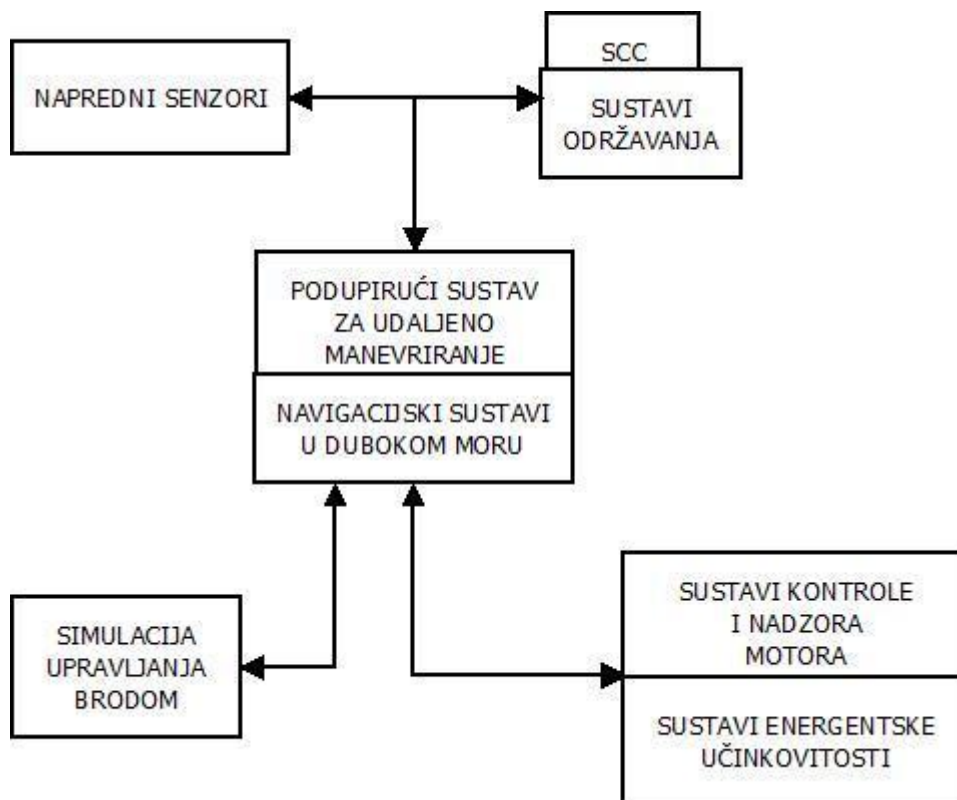 NAPREDNI SENZORI
SCC
SUSTAVI
ODRŽAVANJA
PODUPIRUĆI SUSTAV
ZA UDALJENO
MANEVRIRANJE
NAVIGACIJSKI SUSTAVI
U DUBOKOM MORU
SIMULACIJA
UPRAVLJANJA
BRODOM
SUSTAVI KONTROLE
I NADZORA
MOTORA
SUSTAVI ENERGENTSKE
UČINKOVITOSTI